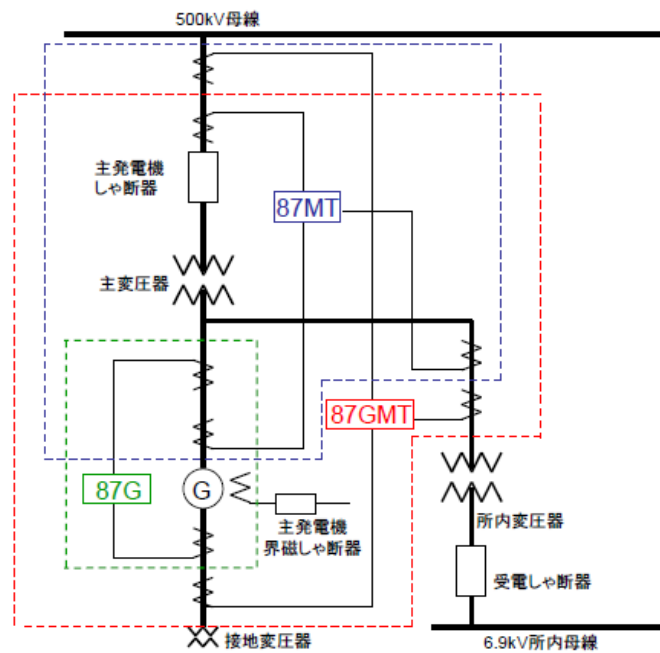 500kV母線
主発電機
しゃ断器
87MT
主変圧器
87GMT
87G
G
主発電機
界磁しゃ断器
所内変圧器
受電しゃ断器
接地変圧器
6.9kV所内母線